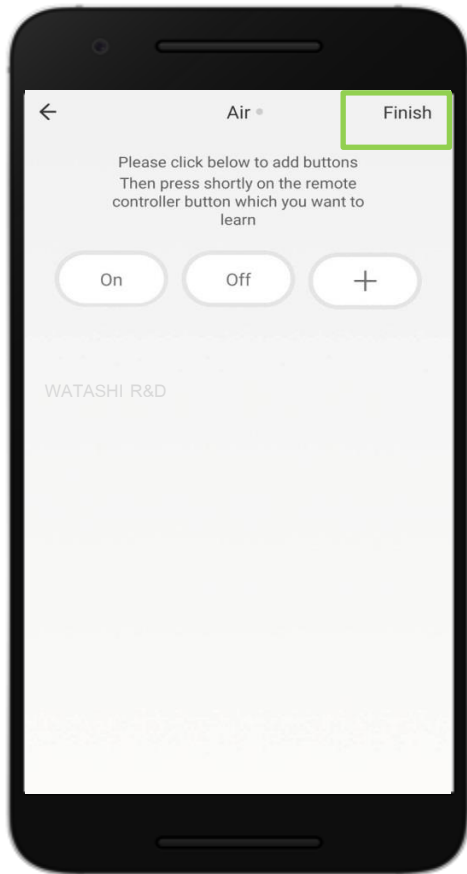 Air
Finish
Please click below to add buttons
Then press shortly on the remote
controller button which you want to
learn
On
Off
WATASHI R&D